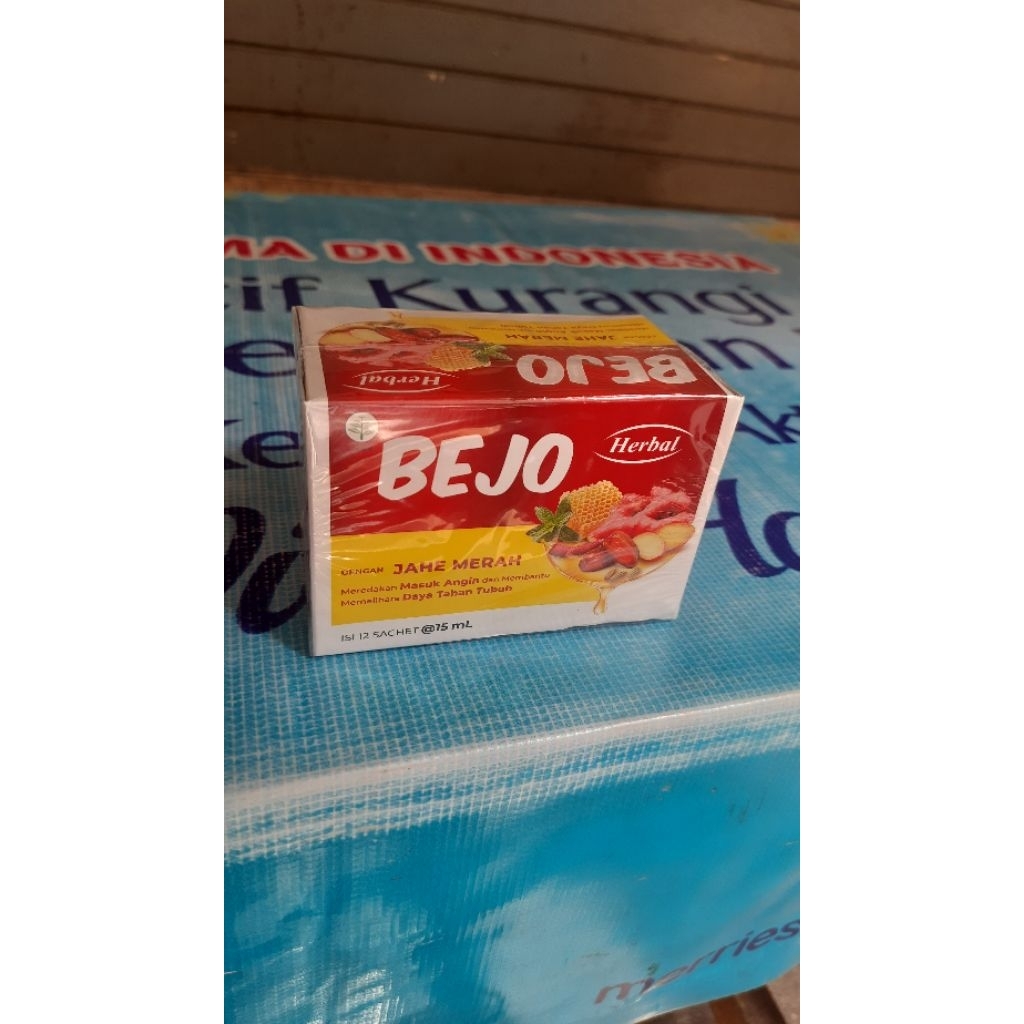 MA DI INDONESIA
Kurangi
JAHE MERAH
BEJO
Herbal
BEJO
Herbal
DENGAN JAHE MERAH
Meredakan Masuk Angin dan Membantu
Memelihara Daya Tahan Tubuh
ISI 12 SACHET @15 mL
merries